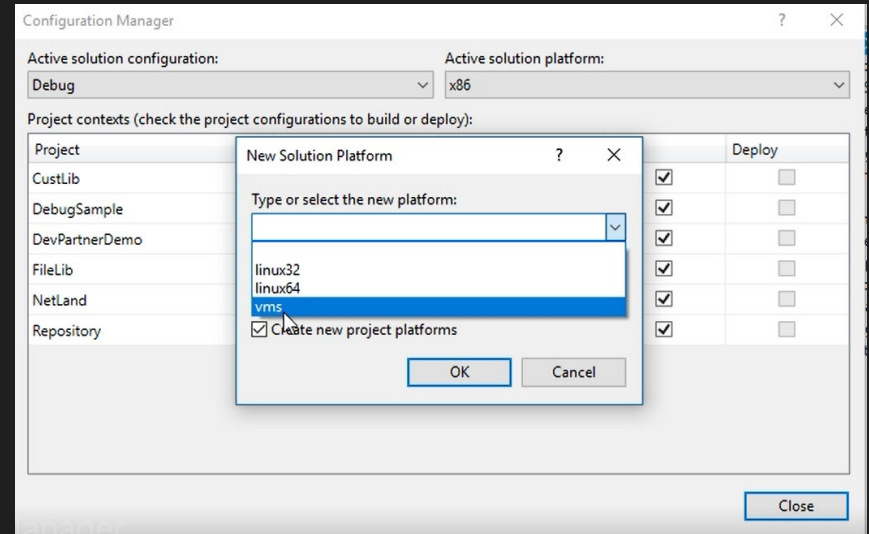 Configuration Manager
Active solution configuration:
Active solution platform:
Debug
x86
Project contexts (check the project configurations to build or deploy):
Project
Deploy
CustLib
DebugSample
DevPartnerDemo
FileLib
NetLand
Repository
New Solution Platform
Type or select the new platform:
linux32
linux64
vms
Create new project platforms
OK
Cancel
Close